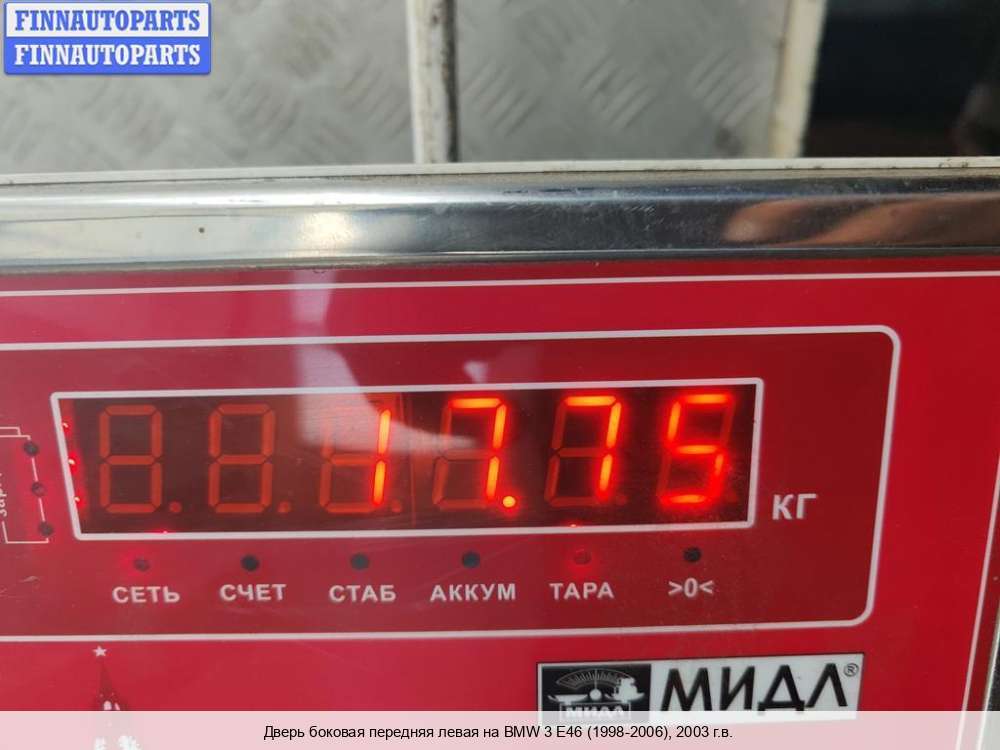 FINNAUTOPARTS
FINNAUTOPARTS
17.75
КГ
СЕТЬ СЧЕТ СТАБ АККУМ ТАРА >0<
МИДЛ®
МИДЛ
Дверь боковая передняя левая на BMW 3 E46 (1998-2006), 2003 г.в.